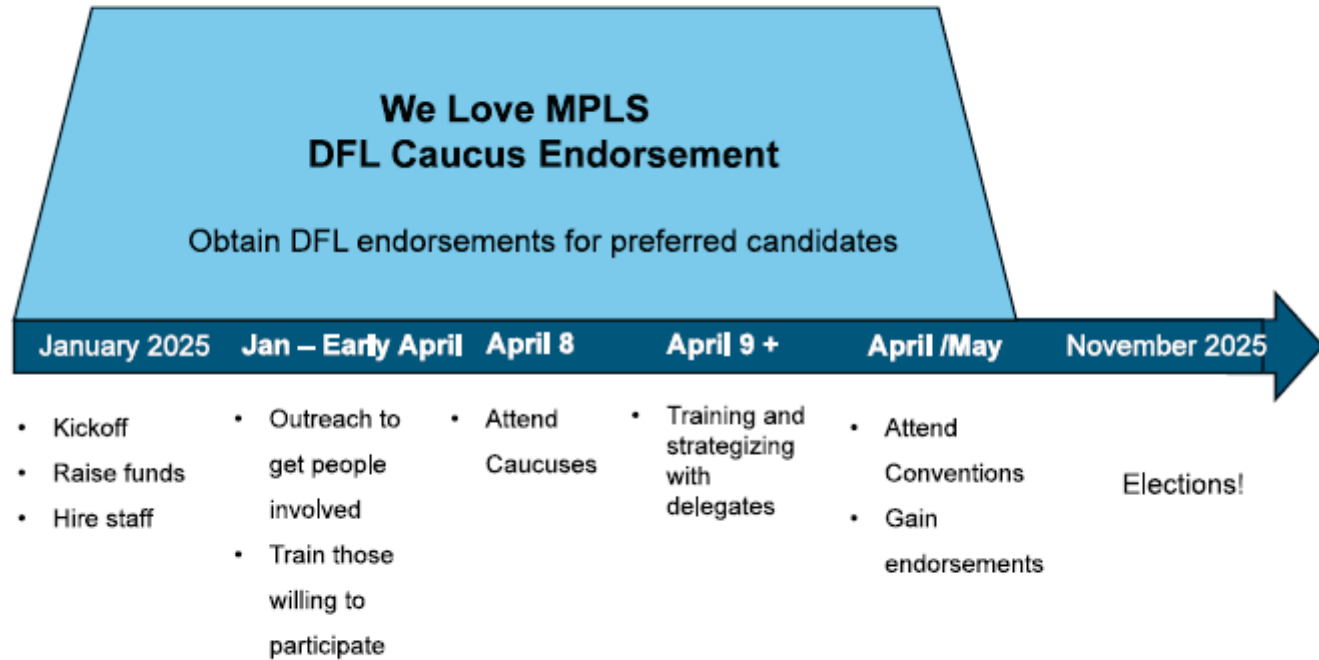 We Love MPLS
DFL Caucus Endorsement
Obtain DFL endorsements for preferred candidates
January 2025
Jan – Early April
April 8
April 9 +
April /May
November 2025
• Kickoff
• Raise funds
• Hire staff
• Outreach to
get people
involved
• Train those
willing to
participate
• Attend
Caucuses
• Training and
strategizing
with
delegates
• Attend
Conventions
• Gain
endorsements
Elections!